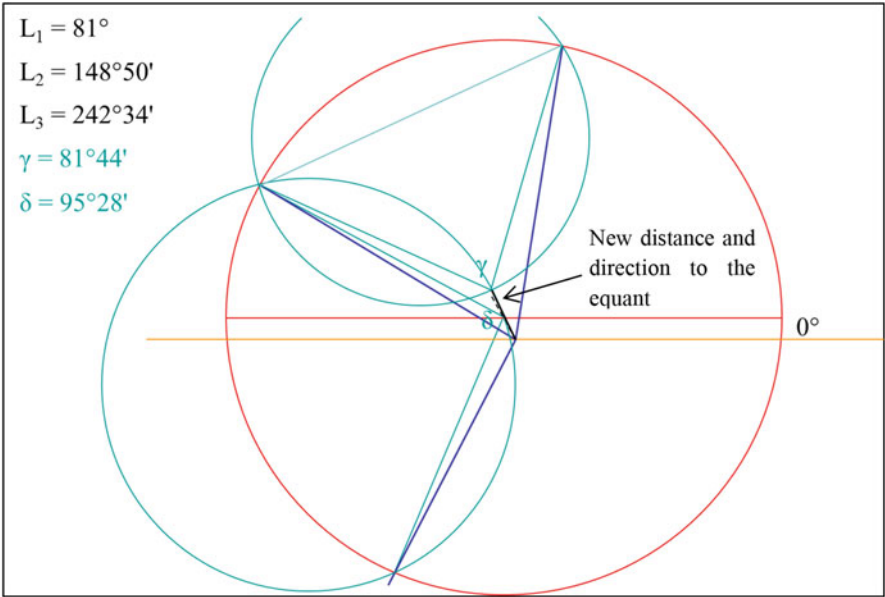 L₁ = 81°
L₂ = 148°50'
L₃ = 242°34'
γ = 81°44'
δ = 95°28'
γ
New distance and
direction to the
equant
δ
0°